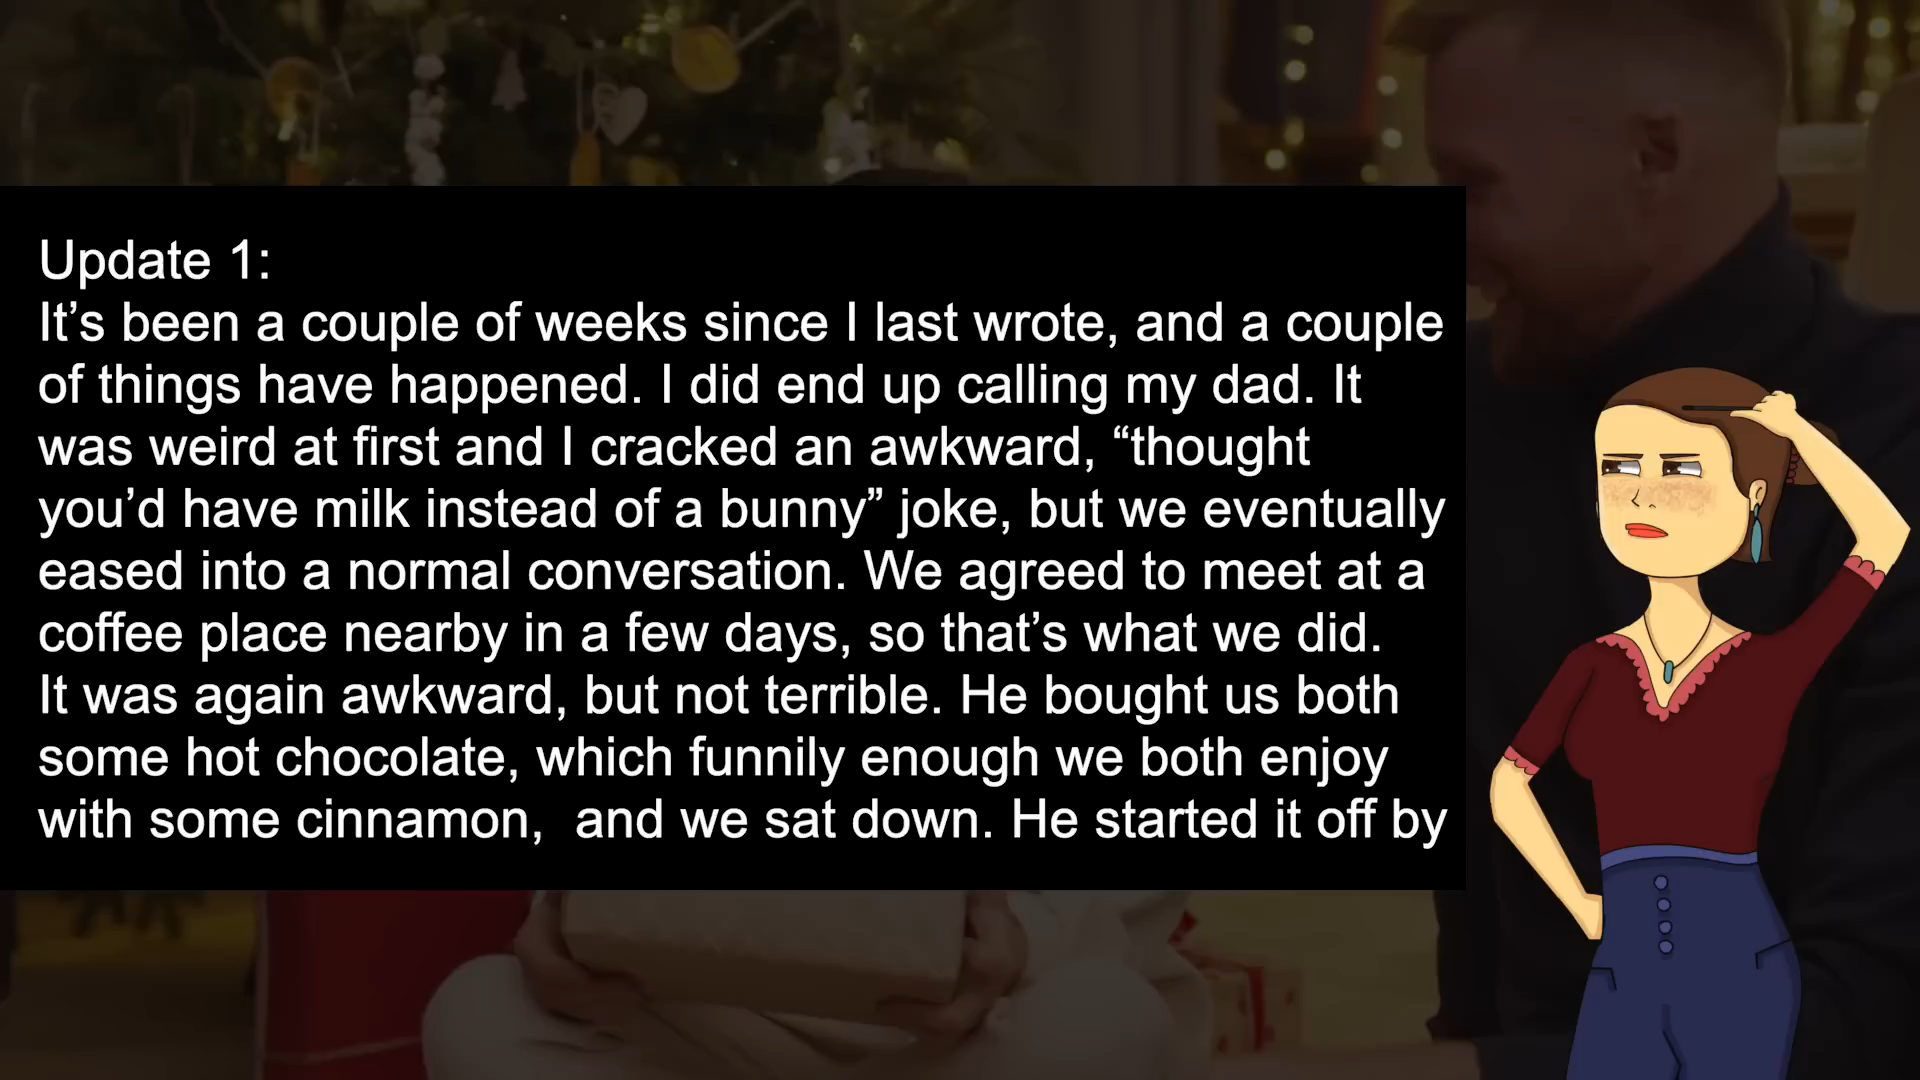 Update 1:
It’s been a couple of weeks since I last wrote, and a couple
of things have happened. I did end up calling my dad. It
was weird at first and I cracked an awkward, “thought
you’d have milk instead of a bunny” joke, but we eventually
eased into a normal conversation. We agreed to meet at a
coffee place nearby in a few days, so that’s what we did.
It was again awkward, but not terrible. He bought us both
some hot chocolate, which funnily enough we both enjoy
with some cinnamon,  and we sat down. He started it off by